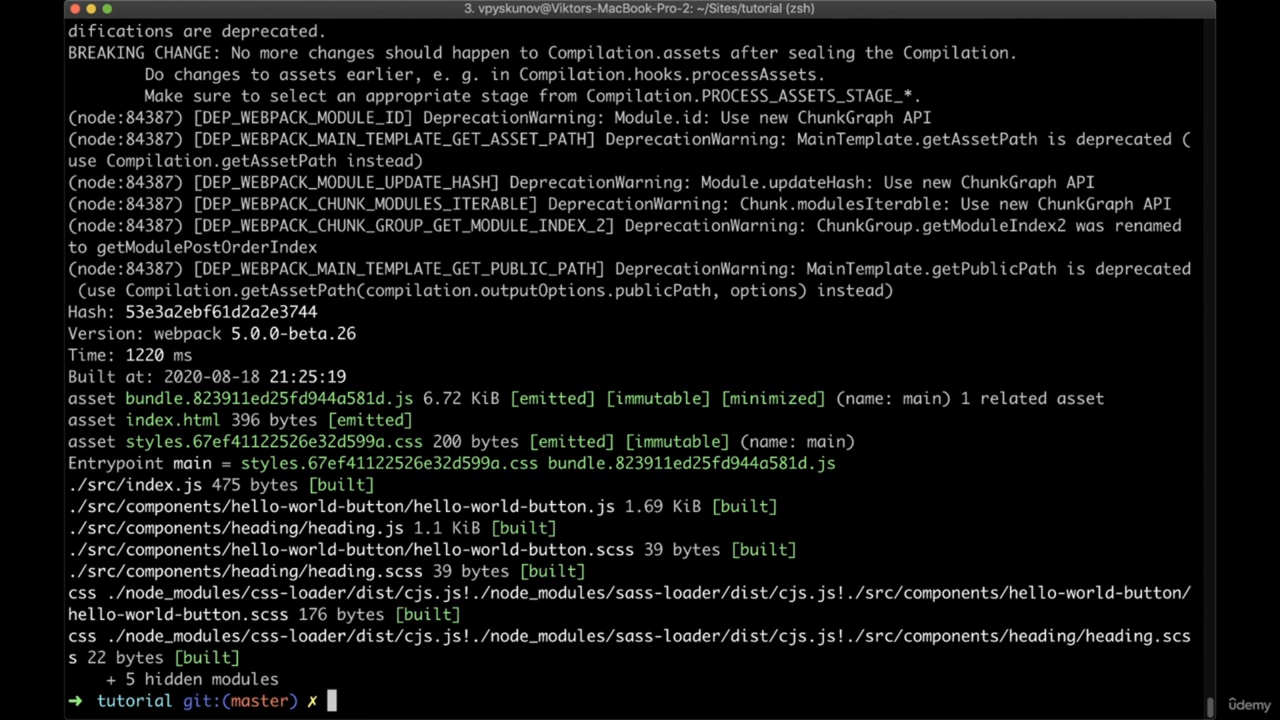 3. vpyskunov@Viktors-MacBook-Pro-2: ~/Sites/tutorial (zsh)
difications are deprecated.
BREAKING CHANGE: No more changes should happen to Compilation.assets after sealing the Compilation.
        Do changes to assets earlier, e. g. in Compilation.hooks.processAssets.
        Make sure to select an appropriate stage from Compilation.PROCESS_ASSETS_STAGE_*.
(node:84387) [DEP_WEBPACK_MODULE_ID] DeprecationWarning: Module.id: Use new ChunkGraph API
(node:84387) [DEP_WEBPACK_MAIN_TEMPLATE_GET_ASSET_PATH] DeprecationWarning: MainTemplate.getAssetPath is deprecated (
use Compilation.getAssetPath instead)
(node:84387) [DEP_WEBPACK_MODULE_UPDATE_HASH] DeprecationWarning: Module.updateHash: Use new ChunkGraph API
(node:84387) [DEP_WEBPACK_CHUNK_MODULES_ITERABLE] DeprecationWarning: Chunk.modulesIterable: Use new ChunkGraph API
(node:84387) [DEP_WEBPACK_CHUNK_GROUP_GET_MODULE_INDEX_2] DeprecationWarning: ChunkGroup.getModuleIndex2 was renamed
to getModulePostOrderIndex
(node:84387) [DEP_WEBPACK_MAIN_TEMPLATE_GET_PUBLIC_PATH] DeprecationWarning: MainTemplate.getPublicPath is deprecated
 (use Compilation.getAssetPath(compilation.outputOptions.publicPath, options) instead)
Hash: 53e3a2ebf61d2a2e3744
Version: webpack 5.0.0-beta.26
Time: 1220 ms
Built at: 2020-08-18 21:25:19
asset bundle.823911ed25fd944a581d.js 6.72 KiB [emitted] [immutable] [minimized] (name: main) 1 related asset
asset index.html 396 bytes [emitted]
asset styles.67ef41122526e32d599a.css 200 bytes [emitted] [immutable] (name: main)
Entrypoint main = styles.67ef41122526e32d599a.css bundle.823911ed25fd944a581d.js
./src/index.js 475 bytes [built]
./src/components/hello-world-button/hello-world-button.js 1.69 KiB [built]
./src/components/heading/heading.js 1.1 KiB [built]
./src/components/hello-world-button/hello-world-button.scss 39 bytes [built]
./src/components/heading/heading.scss 39 bytes [built]
css ./node_modules/css-loader/dist/cjs.js!./node_modules/sass-loader/dist/cjs.js!./src/components/hello-world-button/
hello-world-button.scss 176 bytes [built]
css ./node_modules/css-loader/dist/cjs.js!./node_modules/sass-loader/dist/cjs.js!./src/components/heading/heading.scs
s 22 bytes [built]
    + 5 hidden modules
➜  tutorial git:(master) ✗
ûdemy